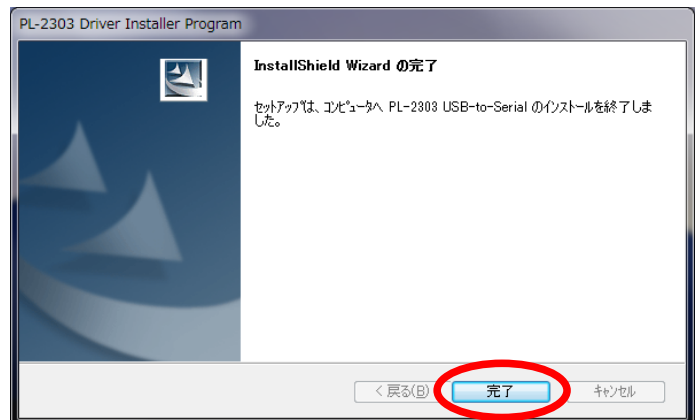 PL-2303 Driver Installer Program
InstallShield Wizard の完了
セットアップは、コンピュータへ PL-2303 USB-to-Serial のインストールを終了しま
した。
< 戻る(B)
完了
キャンセル